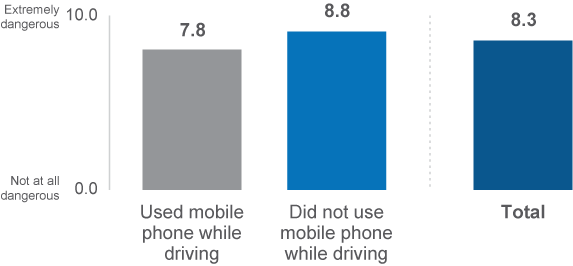 Extremely
dangerous
10.0
Not at all
dangerous
0.0
7.8
8.8
8.3
Used mobile
phone while
driving
Did not use
mobile phone
while driving
Total